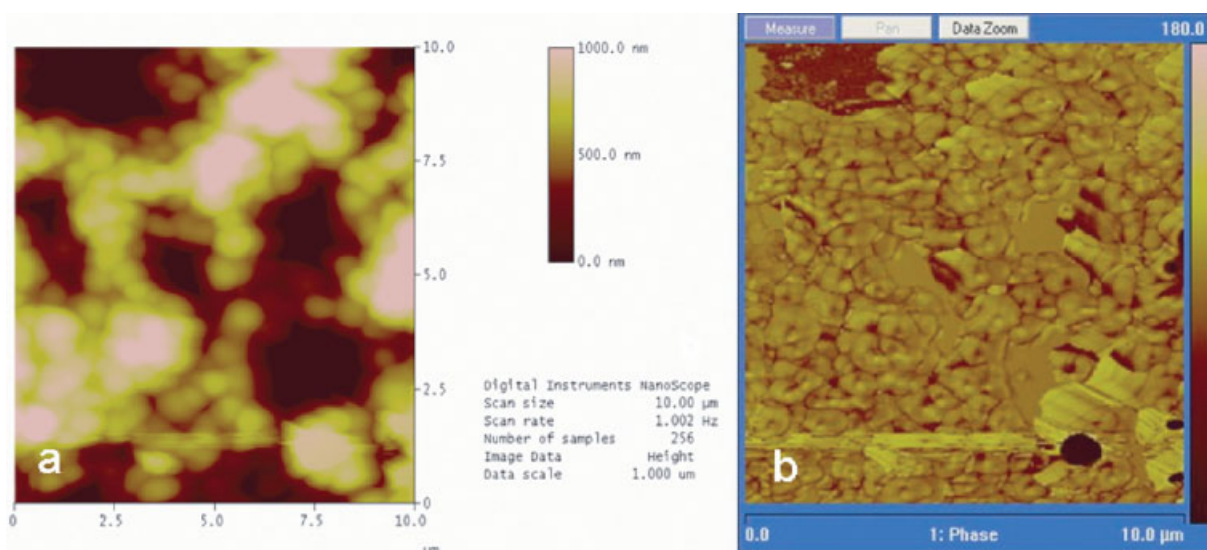 10.0
7.5
5.0
2.5
0
0
2.5
5.0
7.5
10.0
a
1000.0 nm
500.0 nm
0.0 nm
Digital Instruments NanoScope
Scan size 10.00 µm
Scan rate 1.002 Hz
Number of samples 256
Image Data Height
Data scale 1.000 um
Measure Pan Data Zoom 180.0
b
0.0 1: Phase 10.0 µm